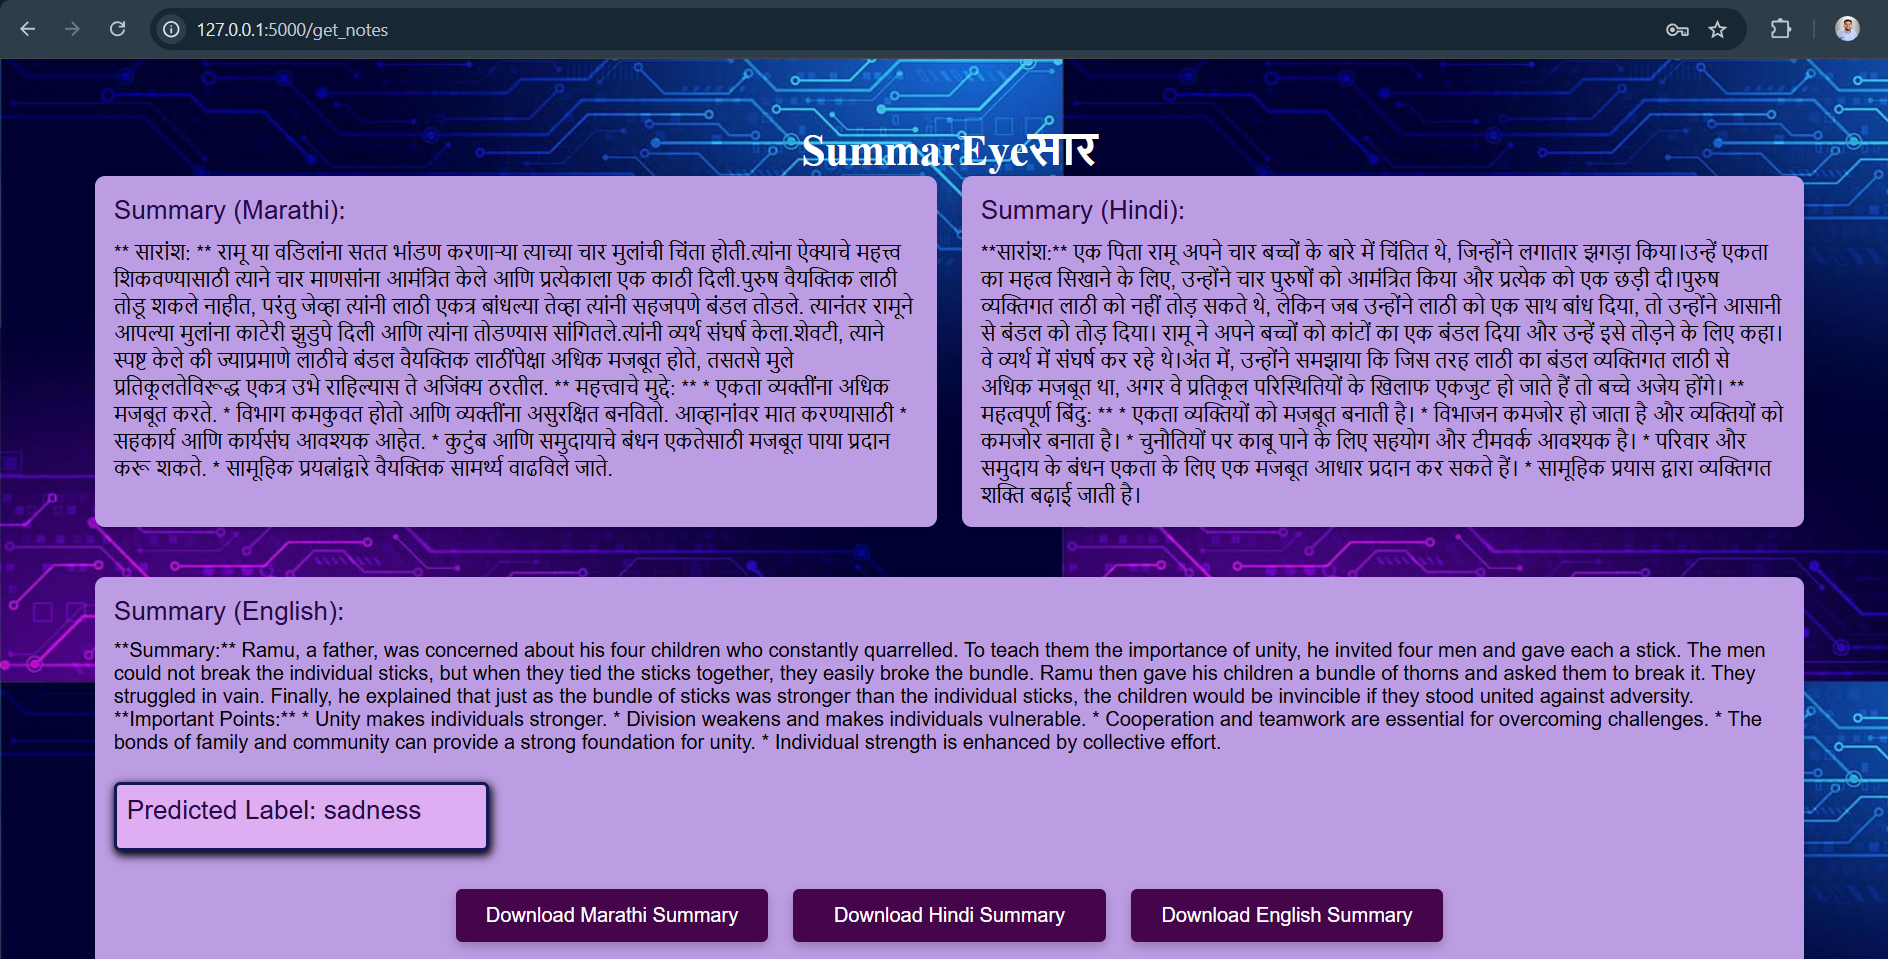 127.0.0.1:5000/get_notes
SummarEyeसार
Summary (Marathi):
** सारांश: ** रामू या वडिलांना सतत भांडण करणाऱ्या त्याच्या चार मुलांची चिंता होती.त्यांना ऐक्याचे महत्त्व
शिकवण्यासाठी त्याने चार माणसांना आमंत्रित केले आणि प्रत्येकाला एक काठी दिली.पुरुष वैयक्तिक लाठी
तोडू शकले नाहीत, परंतु जेव्हा त्यांनी लाठी एकत्र बांधल्या तेव्हा त्यांनी सहजपणे बंडल तोडले. त्यानंतर रामूने
आपल्या मुलांना काटेरी झुडुपे दिली आणि त्यांना तोडण्यास सांगितले.त्यांनी व्यर्थ संघर्ष केला.शेवटी, त्याने
स्पष्ट केले की ज्याप्रमाणे लाठीचे बंडल वैयक्तिक लाठींपेक्षा अधिक मजबूत होते, तसतसे मुले
प्रतिकूलतेविरूद्ध एकत्र उभे राहिल्यास ते अजिंक्य ठरतील. ** महत्त्वाचे मुद्दे: ** * एकता व्यक्तींना अधिक
मजबूत करते. * विभाग कमकुवत होतो आणि व्यक्तींना असुरक्षित बनवितो. आव्हानांवर मात करण्यासाठी *
सहकार्य आणि कार्यसंघ आवश्यक आहेत. * कुटुंब आणि समुदायाचे बंधन एकतेसाठी मजबूत पाया प्रदान
करू शकते. * सामूहिक प्रयत्नांद्वारे वैयक्तिक सामर्थ्य वाढविले जाते.
Summary (Hindi):
**सारांश:** एक पिता रामू अपने चार बच्चों के बारे में चिंतित थे, जिन्होंने लगातार झगड़ा किया।उन्हें एकता
का महत्व सिखाने के लिए, उन्होंने चार पुरुषों को आमंत्रित किया और प्रत्येक को एक छड़ी दी।पुरुष
व्यक्तिगत लाठी को नहीं तोड़ सकते थे, लेकिन जब उन्होंने लाठी को एक साथ बांध दिया, तो उन्होंने आसानी
से बंडल को तोड़ दिया। रामू ने अपने बच्चों को कांटों का एक बंडल दिया और उन्हें इसे तोड़ने के लिए कहा।
वे व्यर्थ में संघर्ष कर रहे थे।अंत में, उन्होंने समझाया कि जिस तरह लाठी का बंडल व्यक्तिगत लाठी से
अधिक मजबूत था, अगर वे प्रतिकूल परिस्थितियों के खिलाफ एकजुट हो जाते हैं तो बच्चे अजेय होंगे। **
महत्वपूर्ण बिंदु: ** * एकता व्यक्तियों को मजबूत बनाती है। * विभाजन कमजोर हो जाता है और व्यक्तियों को
कमजोर बनाता है। * चुनौतियों पर काबू पाने के लिए सहयोग और टीमवर्क आवश्यक है। * परिवार और
समुदाय के बंधन एकता के लिए एक मजबूत आधार प्रदान कर सकते हैं। * सामूहिक प्रयास द्वारा व्यक्तिगत
शक्ति बढ़ाई जाती है।
Summary (English):
**Summary:** Ramu, a father, was concerned about his four children who constantly quarrelled. To teach them the importance of unity, he invited four men and gave each a stick. The men
could not break the individual sticks, but when they tied the sticks together, they easily broke the bundle. Ramu then gave his children a bundle of thorns and asked them to break it. They
struggled in vain. Finally, he explained that just as the bundle of sticks was stronger than the individual sticks, the children would be invincible if they stood united against adversity.
**Important Points:** * Unity makes individuals stronger. * Division weakens and makes individuals vulnerable. * Cooperation and teamwork are essential for overcoming challenges. * The
bonds of family and community can provide a strong foundation for unity. * Individual strength is enhanced by collective effort.
Predicted Label: sadness
Download Marathi Summary
Download Hindi Summary
Download English Summary